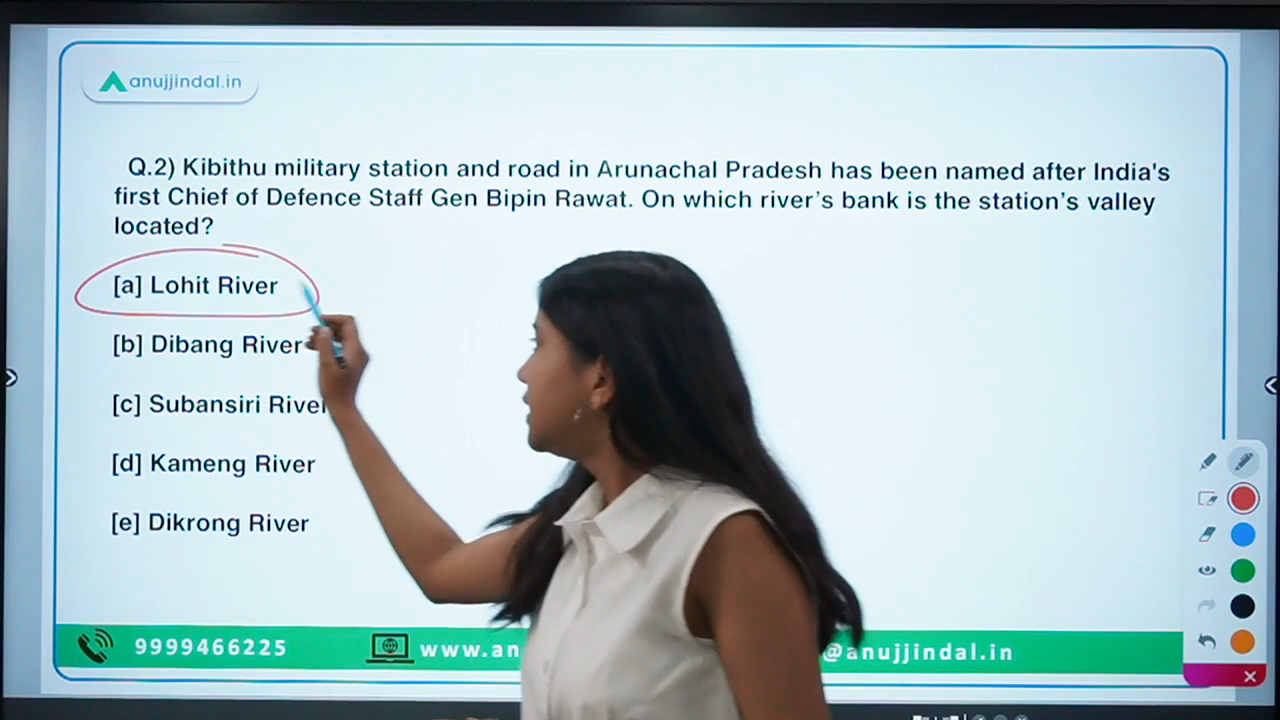 anujjindal.in
Q.2) Kibithu military station and road in Arunachal Pradesh has been named after India's
first Chief of Defence Staff Gen Bipin Rawat. On which river's bank is the station's valley
located?
[a] Lohit River
[b] Dibang River
[c] Subansiri River
[d] Kameng River
[e] Dikrong River
9999466225 www.an @anujjindal.in